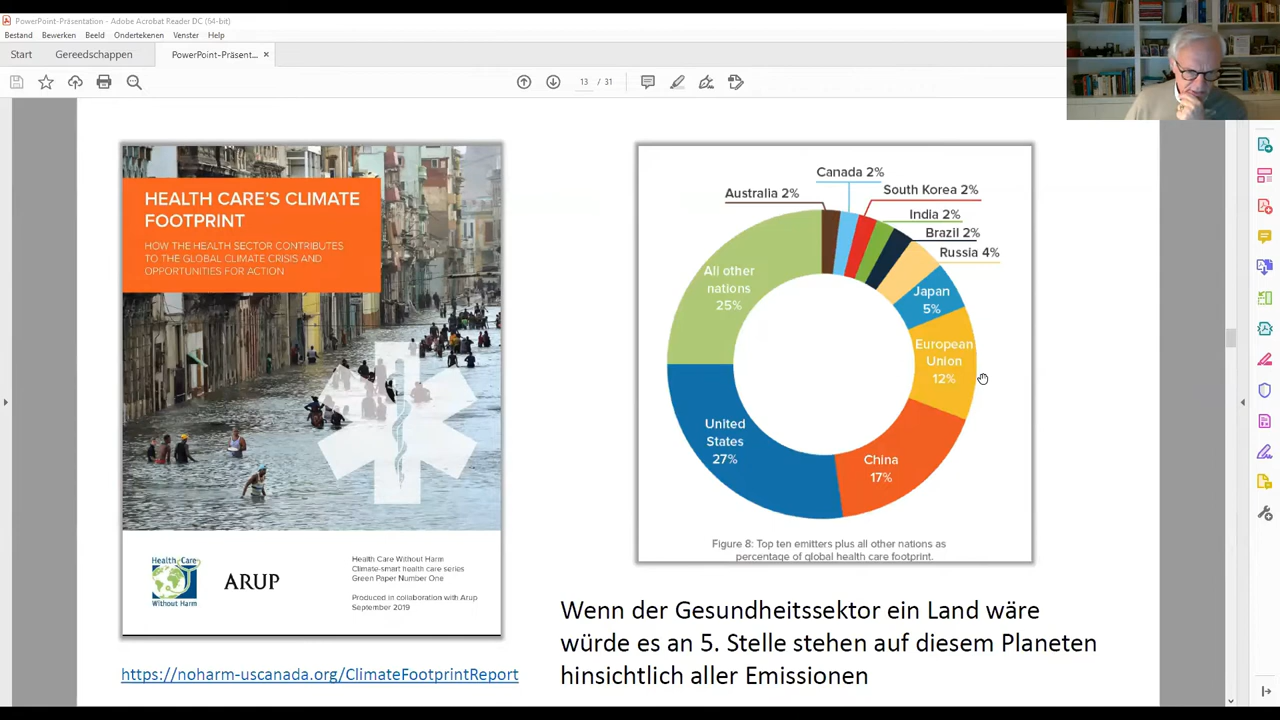 PowerPoint-Präsentation - Adobe Acrobat Reader DC (64-bit)
Bestand Bewerken Beeld Ondertekenen Venster Help
Start Gereedschappen PowerPoint-Präsent... ×
13 / 31
HEALTH CARE'S CLIMATE
FOOTPRINT
HOW THE HEALTH SECTOR CONTRIBUTES
TO THE GLOBAL CLIMATE CRISIS AND
OPPORTUNITIES FOR ACTION
Health Care
Without Harm
ARUP
Health Care Without Harm
Climate-smart health care series
Green Paper Number One
Produced in collaboration with Arup
September 2019
https://noharm-uscanada.org/ClimateFootprintReport
Canada 2%
Australia 2%
South Korea 2%
India 2%
Brazil 2%
Russia 4%
All other
nations
25%
Japan
5%
European
Union
12%
United
States
27%
China
17%
Figure 8: Top ten emitters plus all other nations as
percentage of global health care footprint.
Wenn der Gesundheitssektor ein Land wäre
würde es an 5. Stelle stehen auf diesem Planeten
hinsichtlich aller Emissionen